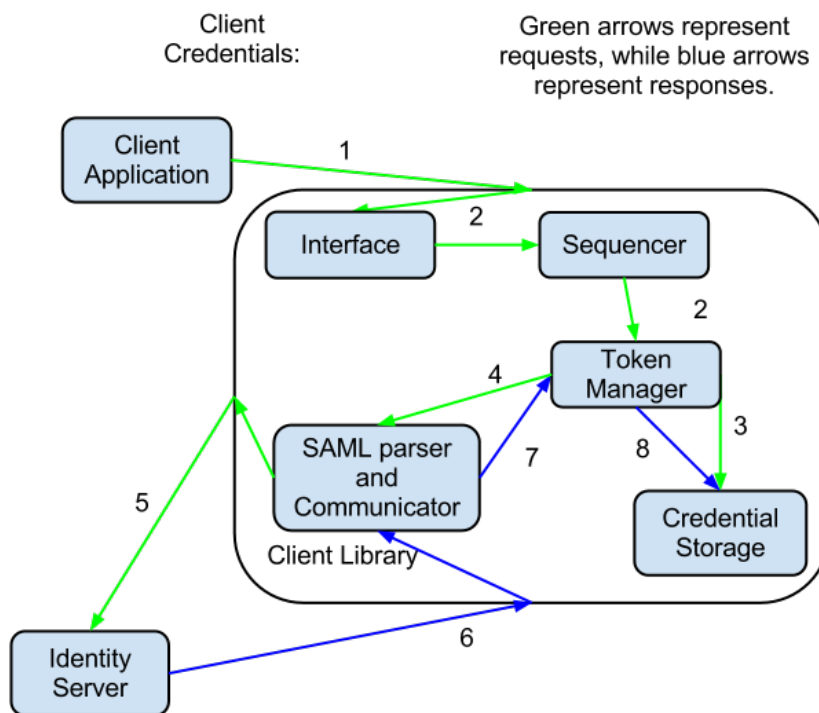 Client
Credentials:
Green arrows represent
requests, while blue arrows
represent responses.
Client
Application
1
2
Interface
Sequencer
2
Token
Manager
4
3
SAML parser
and
Communicator
7
8
5
Credential
Storage
Client Library
6
Identity
Server